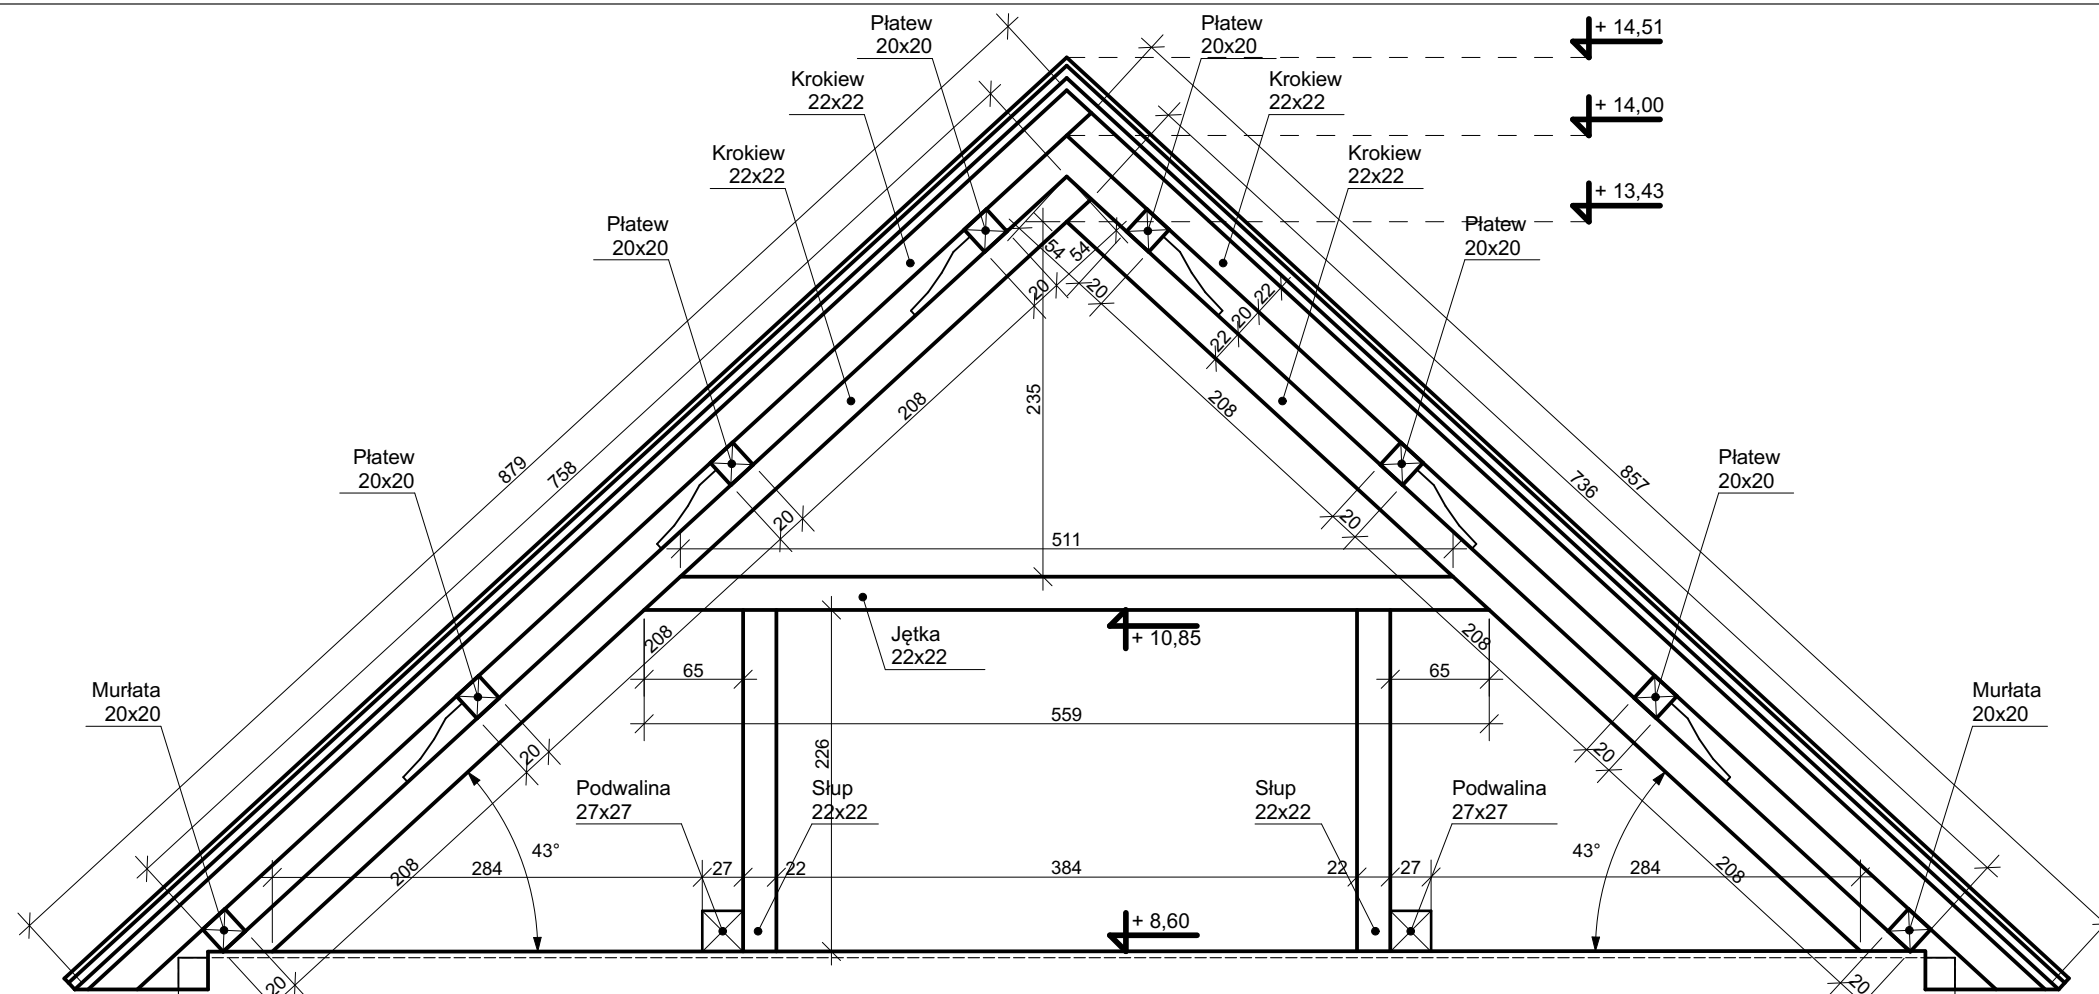 Płatew
20x20
Płatew
20x20
+ 14,51
Krokiew
22x22
Krokiew
22x22
+ 14,00
Krokiew
22x22
Krokiew
22x22
+ 13,43
Płatew
20x20
Płatew
20x20
54
54
20
20
22
20
22
235
208
208
879
758
736
857
Płatew
20x20
Płatew
20x20
20
20
511
Jętka
22x22
+ 10,85
208
208
65
65
559
226
Murłata
20x20
Murłata
20x20
20
20
Podwalina
27x27
Słup
22x22
Słup
22x22
Podwalina
27x27
43°
43°
208
284
27
22
384
22
27
284
208
+ 8,60
20
20